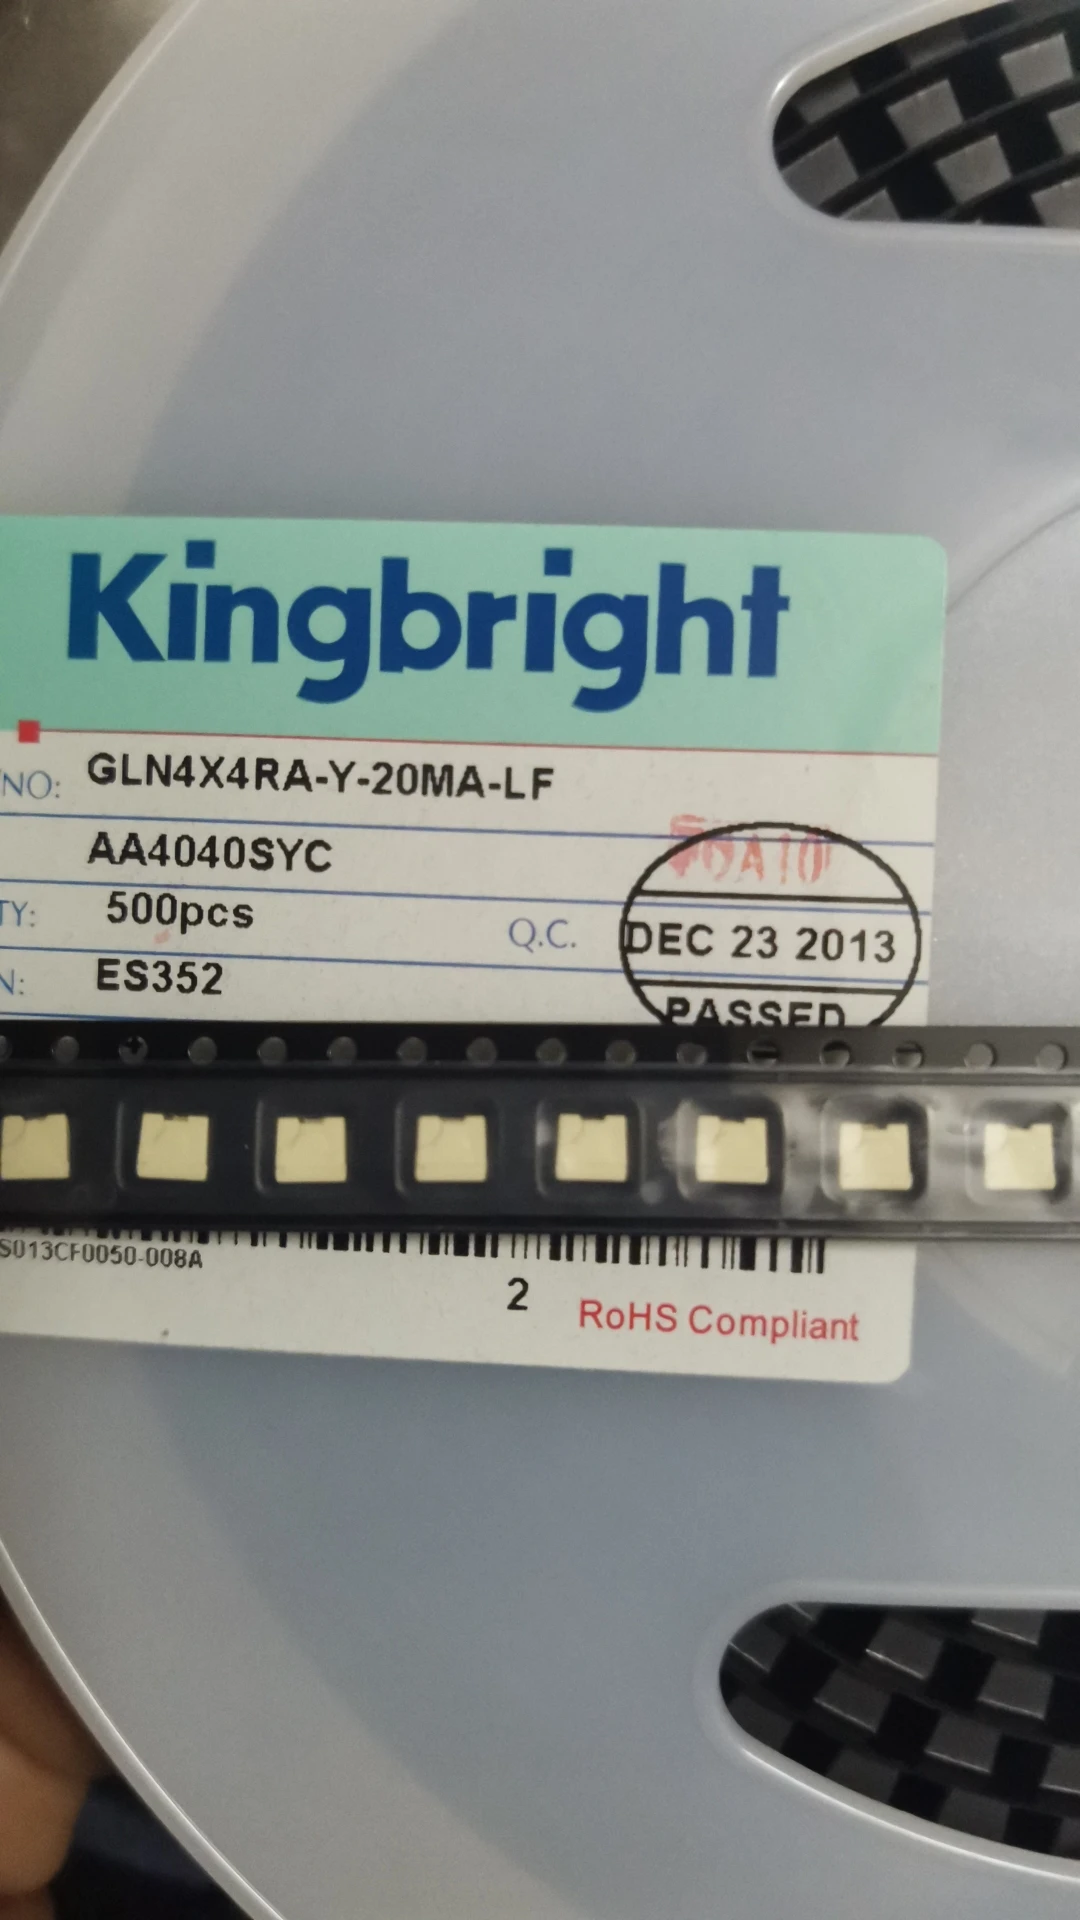 Kingbright
NO: GLN4X4RA-Y-20MA-LF
AA4040SYC
TY: 500pcs
Q.C.
DEC 23 2013
PASSED
N: ES352
S013CF0050-008A
2
RoHS Compliant